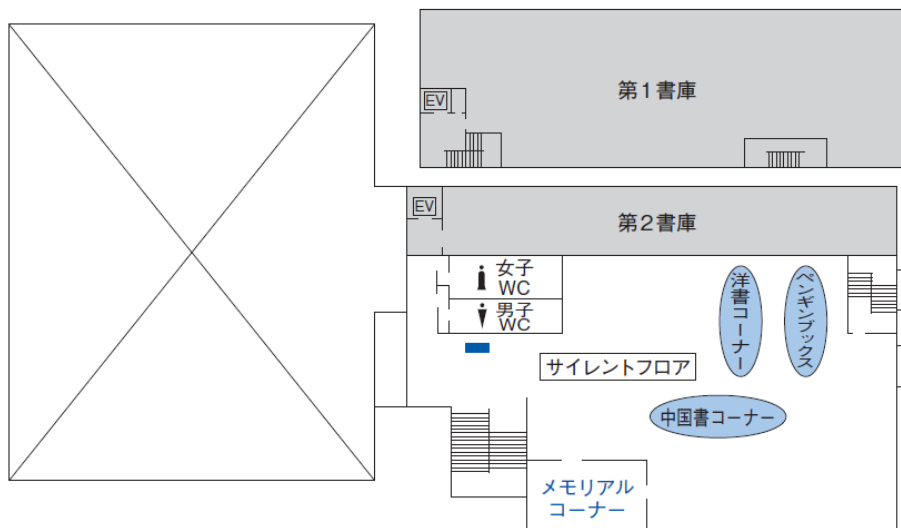 第1書庫
EV
EV
第2書庫
女子
WC
男子
WC
洋書コーナー
ペンギンブックス
サイレントフロア
中国書コーナー
メモリアル
コーナー